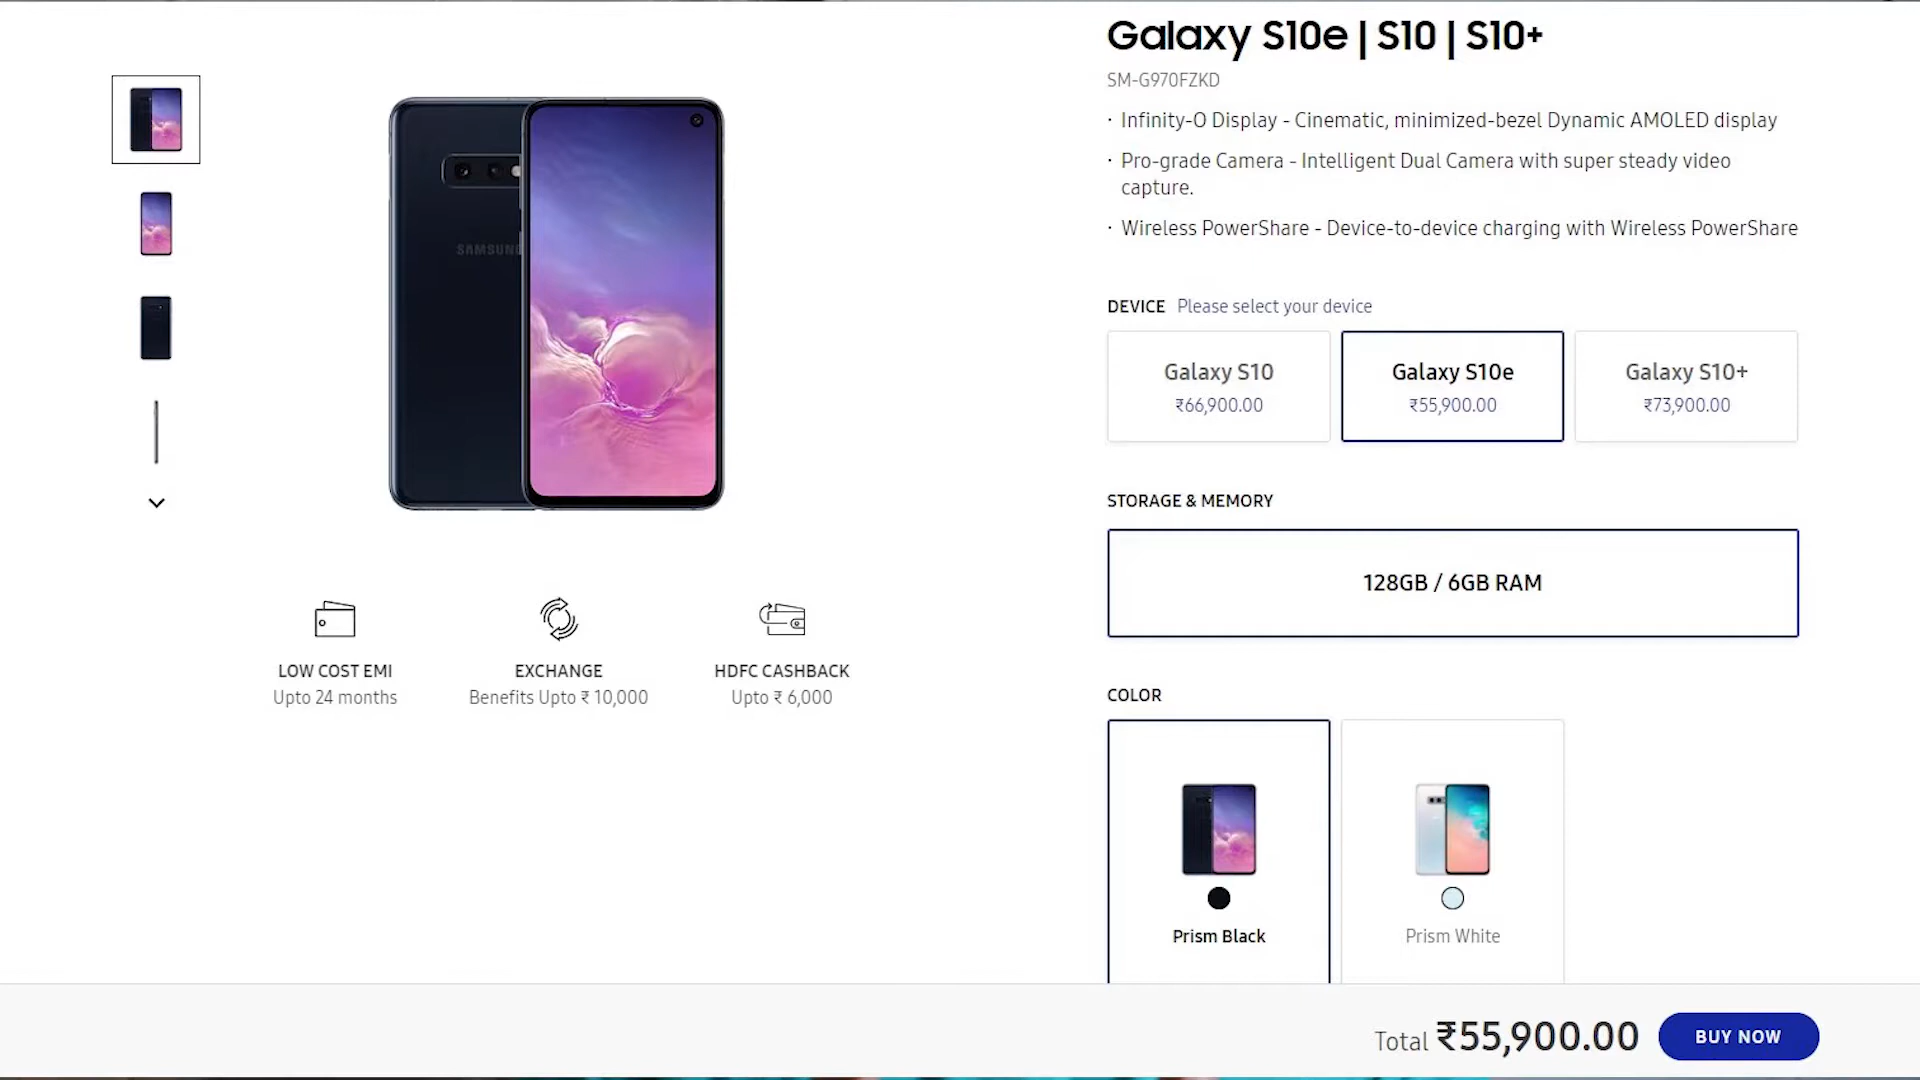 Galaxy S10e | S10 | S10+
SM-G970FZKD
· Infinity-O Display - Cinematic, minimized-bezel Dynamic AMOLED display
· Pro-grade Camera - Intelligent Dual Camera with super steady video
capture.
· Wireless PowerShare - Device-to-device charging with Wireless PowerShare
SAMSUNG
DEVICE Please select your device
Galaxy S10 Galaxy S10e Galaxy S10+
₹66,900.00 ₹55,900.00 ₹73,900.00
STORAGE & MEMORY
128GB / 6GB RAM
LOW COST EMI
Upto 24 months
EXCHANGE
Benefits Upto ₹ 10,000
HDFC CASHBACK
Upto ₹ 6,000
COLOR
Prism Black Prism White
Total ₹55,900.00 BUY NOW